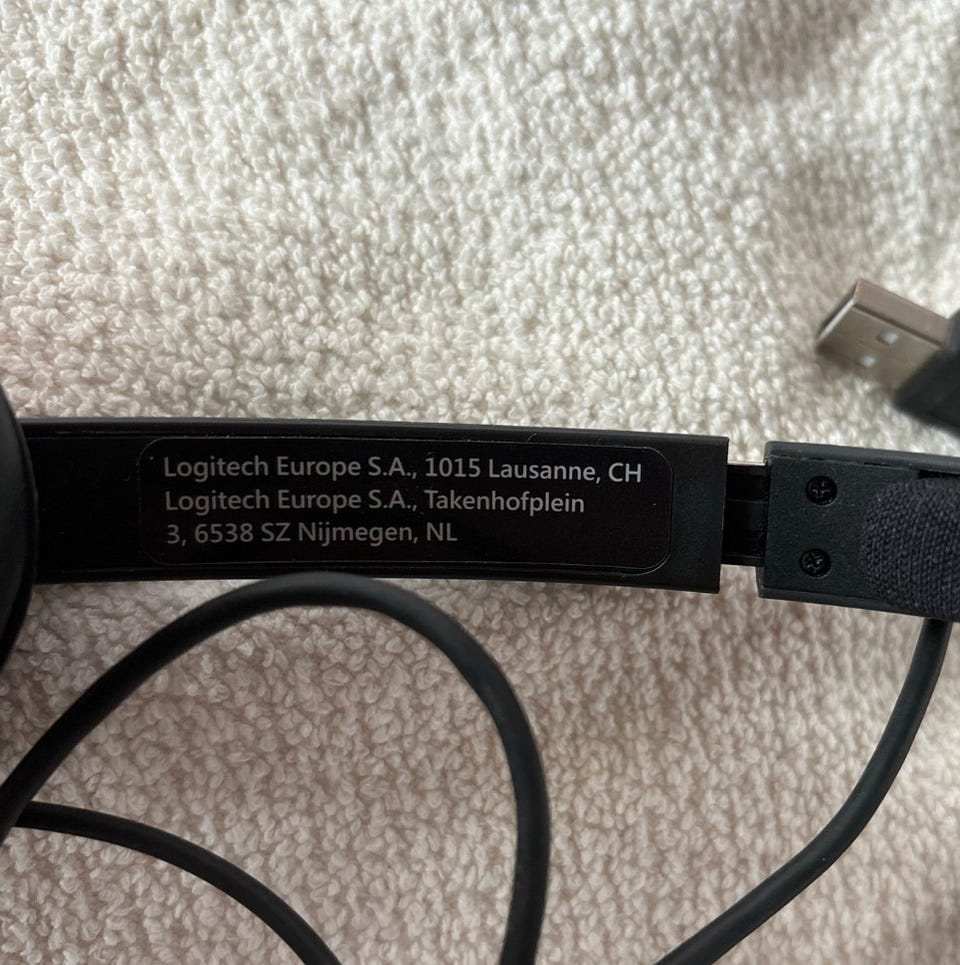 Logitech Europe S.A., 1015 Lausanne, CH
Logitech Europe S.A., Takenhofplein
3, 6538 SZ Nijmegen, NL